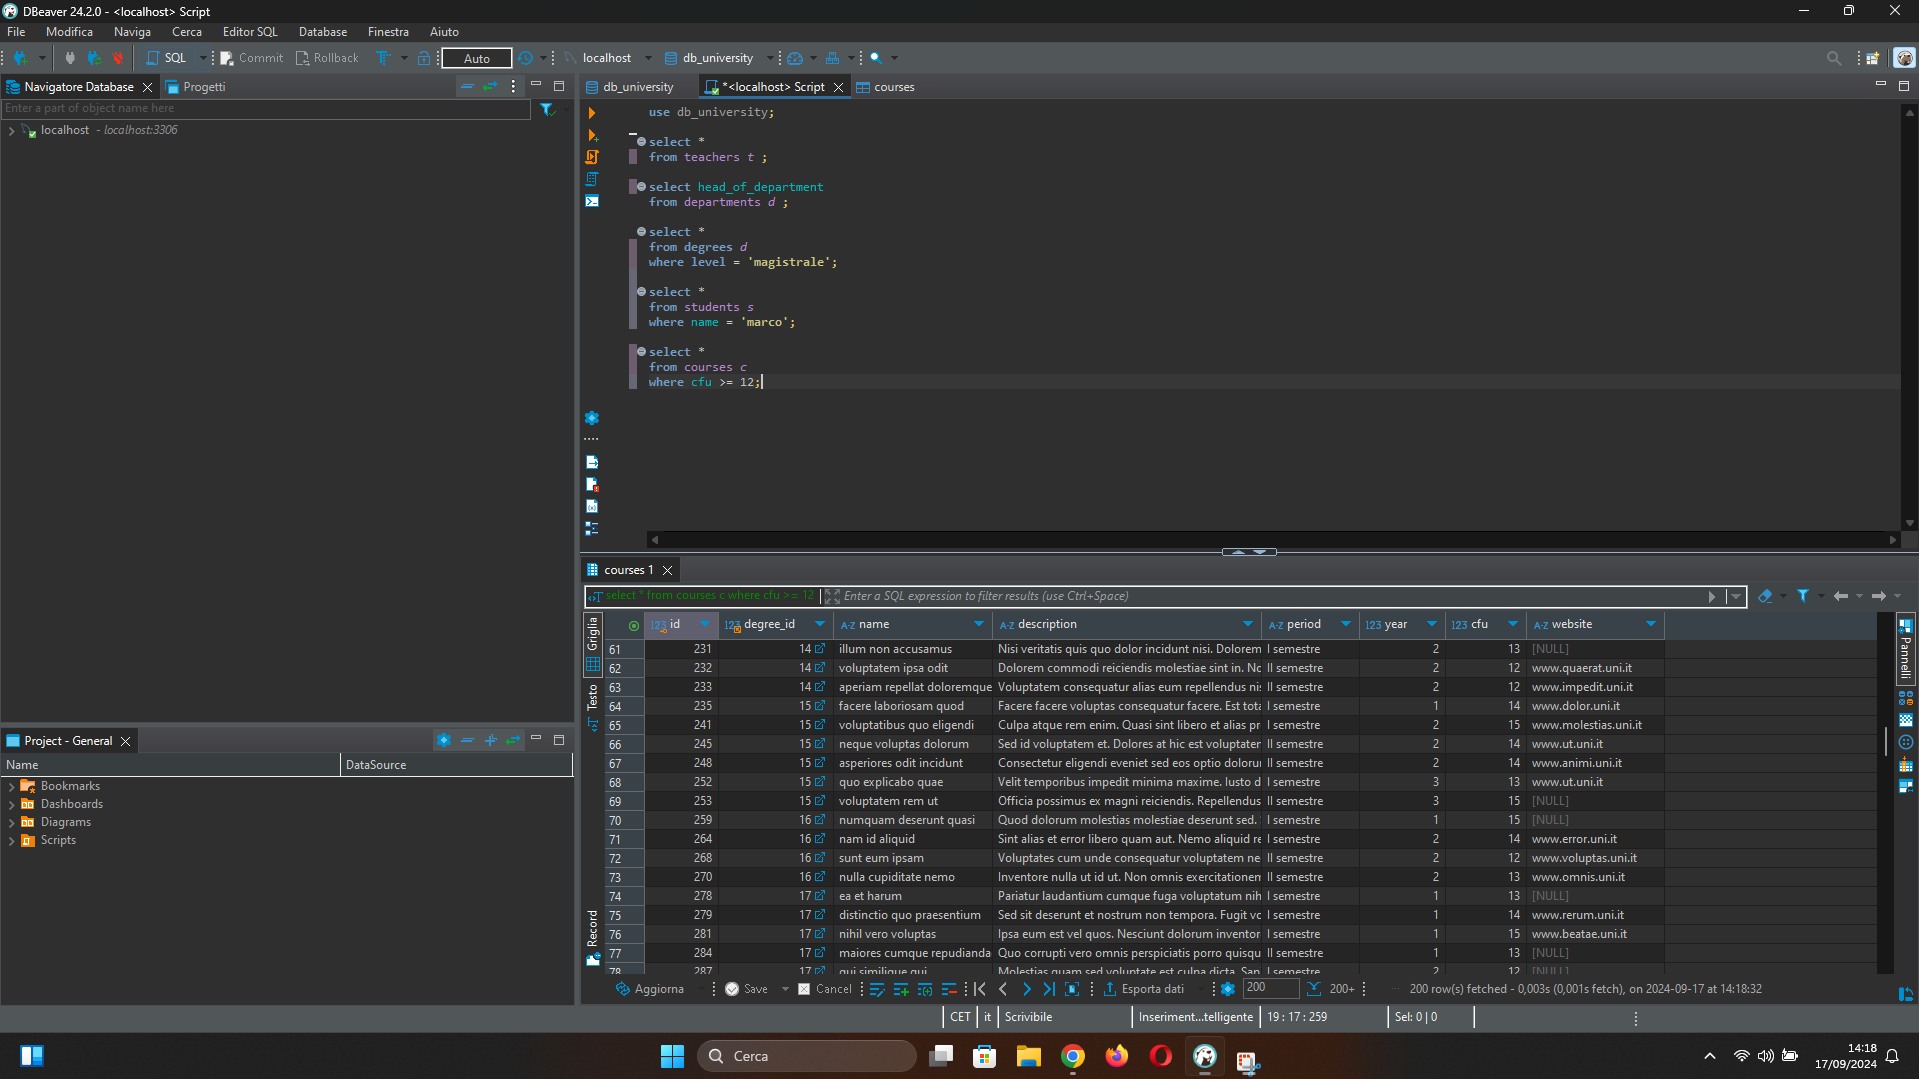 DBeaver 24.2.0 - <localhost> Script
File Modifica Naviga Cerca Editor SQL Database Finestra Aiuto
SQL Commit Rollback Auto localhost db_university
Navigatore Database Progetti
Enter a part of object name here
localhost - localhost:3306
db_university *<localhost> Script courses
use db_university;
select *
from teachers t ;
select head_of_department
from departments d ;
select *
from degrees d
where level = 'magistrale';
select *
from students s
where name = 'marco';
select *
from courses c
where cfu >= 12;
Project - General
Name DataSource
Bookmarks
Dashboards
Diagrams
Scripts
courses 1
select * from courses c where cfu >= 12 Enter a SQL expression to filter results (use Ctrl+Space)
Griglia
Testo
Record
Pannelli
123 id 123 degree_id A-Z name A-Z description A-Z period 123 year 123 cfu A-Z website
61 231 14 illum non accusamus Nisi veritatis quis quo dolor incidunt nisi. Dolorem I semestre 2 13 [NULL]
62 232 14 voluptatem ipsa odit Dolorem commodi reiciendis molestiae sint in. Nc I semestre 2 12 www.quaerat.uni.it
63 233 14 aperiam repellat doloremque Voluptatem consequatur alias eum repellendus nis II semestre 2 12 www.impedit.uni.it
64 235 15 facere laboriosam quod Facere facere voluptas consequatur facere. Est tota I semestre 1 14 www.dolor.uni.it
65 241 15 voluptatibus quo eligendi Culpa atque rem enim. Quasi sint libero et alias pr I semestre 2 15 www.molestias.uni.it
66 245 15 neque voluptas dolorum Sed id voluptatem et. Dolores at hic est voluptater II semestre 2 14 www.ut.uni.it
67 248 15 asperiores odit incidunt Consectetur eligendi eveniet sed eos optio doloru II semestre 2 14 www.animi.uni.it
68 252 15 quo explicabo quae Velit temporibus impedit minima maxime. Iusto d I semestre 3 13 www.ut.uni.it
69 253 15 voluptatem rem ut Officia possimus ex magni reiciendis. Repellendus II semestre 3 15 [NULL]
70 259 16 numquam deserunt quasi Quod dolorum molestias molestiae deserunt sed. I semestre 1 15 [NULL]
71 264 16 nam id aliquid Sint alias et error libero quam aut. Nemo aliquid re I semestre 2 14 www.error.uni.it
72 268 16 sunt eum ipsam Voluptates cum unde consequatur voluptatem ne II semestre 2 12 www.voluptas.uni.it
73 270 16 nulla cupiditate nemo Inventore nulla ut id ut. Non omnis exercitationem II semestre 2 13 www.omnis.uni.it
74 278 17 ea et harum Pariatur laudantium cumque fuga voluptatum nih I semestre 1 13 [NULL]
75 279 17 distinctio quo praesentium Sed sit deserunt et nostrum non tempora. Fugit vc I semestre 1 14 www.rerum.uni.it
76 281 17 nihil vero voluptas Ipsa eum est vel quos. Nesciunt dolorum inventor I semestre 1 15 www.beatae.uni.it
77 284 17 maiores cumque repudianda Quo corrupti vero omnis perspiciatis porro quisqu II semestre 1 13 [NULL]
78 287 17 qui similique qui Molestias quam sed voluptate est culpa dicta. San I semestre 2 12 [NULL]
Aggiorna Save Cancel Esporta dati 200 200+ 200 row(s) fetched - 0,003s (0,001s fetch), on 2024-09-17 at 14:18:32
CET it Scrivibile Inseriment...telligente 19 : 17 : 259 Sel: 0 | 0
Cerca
14:18
17/09/2024